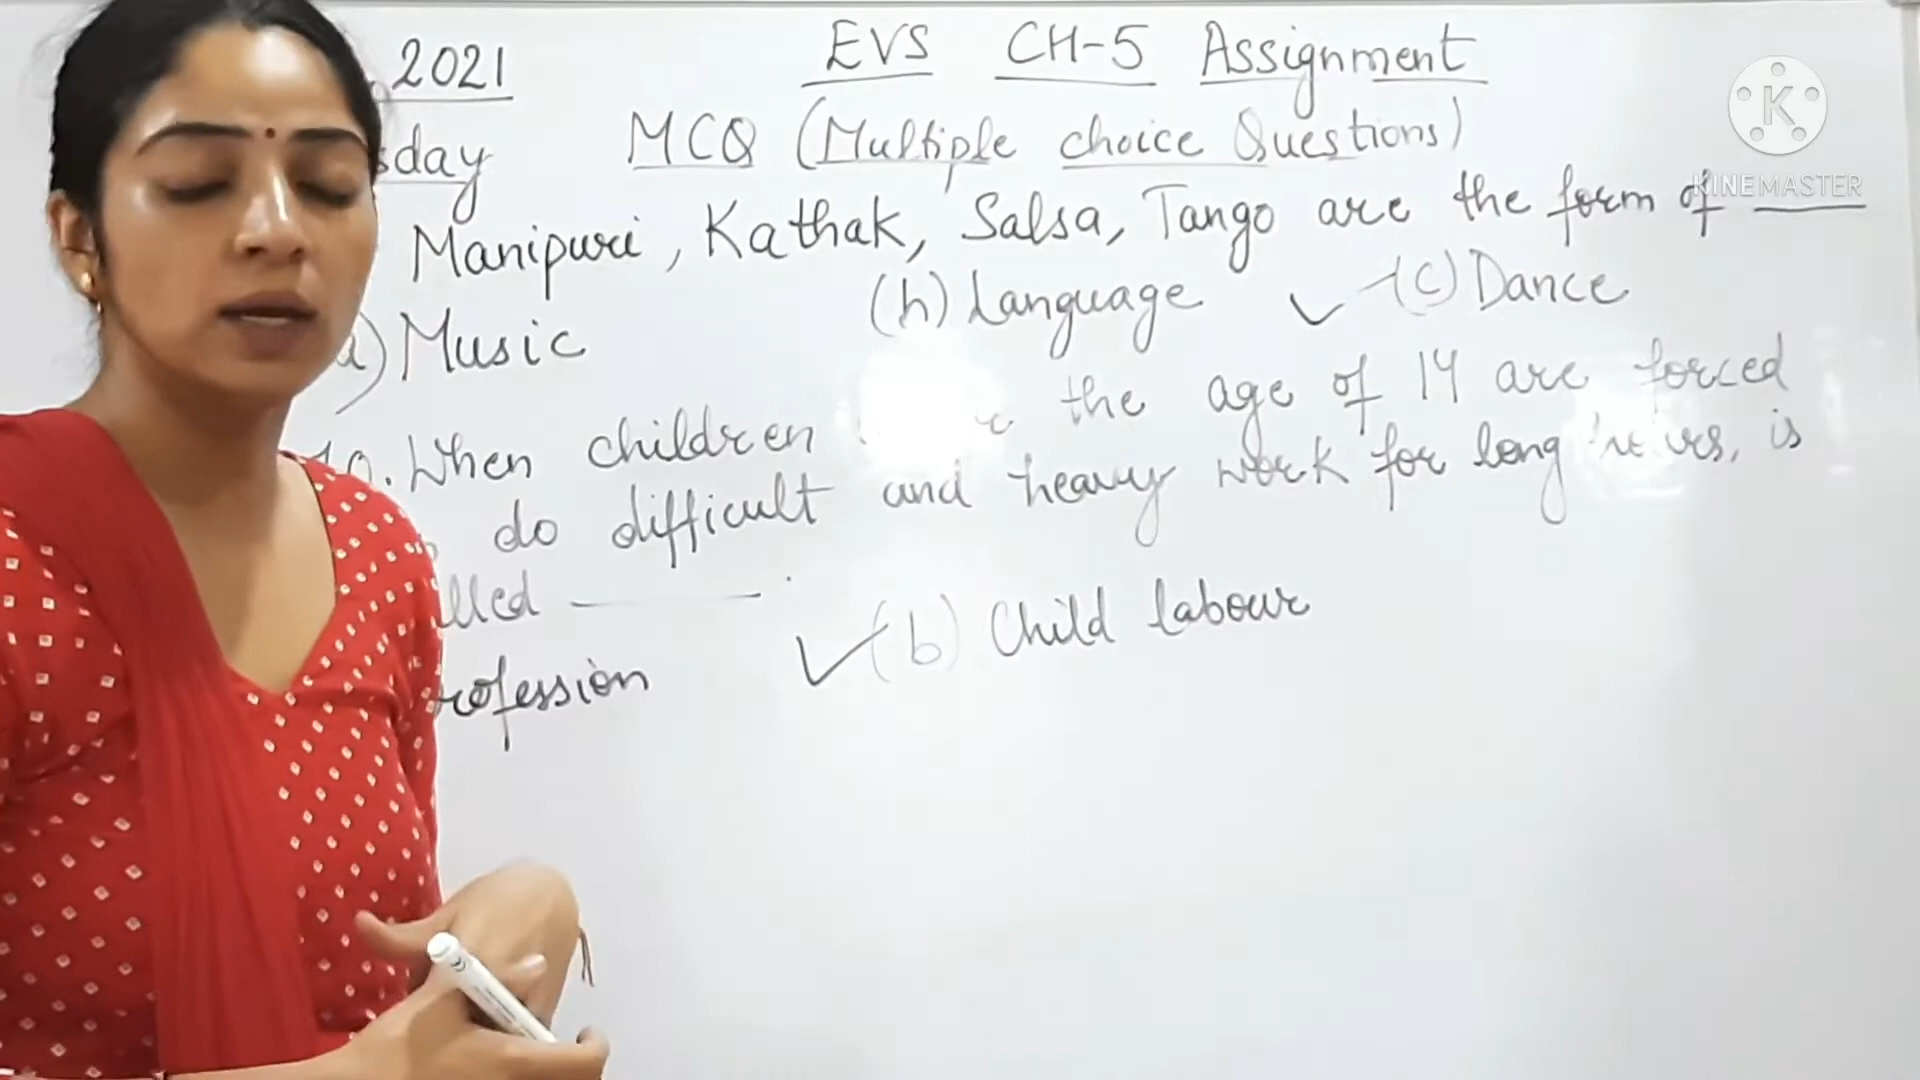 2021 EVS CH-5 Assignment
sday MCQ (Multiple choice Questions)
K
KINEMASTER
Manipuri, Kathak, Salsa, Tango are the form of ____
a) Music (h) Language ✓ (c) Dance
10. When children the age of 14 are forced
do difficult and heavy work for long is
lled ____.
rofession ✓ (b) Child labour